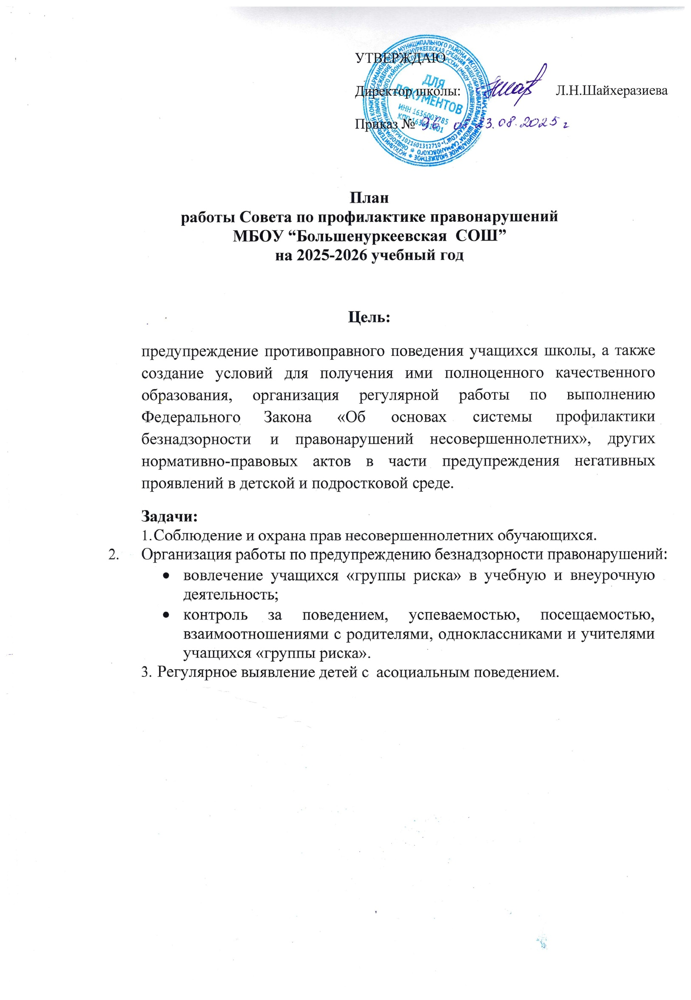 УТВЕРЖДАЮ
Директор школы: Л.Н.Шайхеразиева
Приказ № 96 от 23.08.2025 г
ДЛЯ
ДОКУМЕНТОВ
ИНН 1636003785
КПП 163601001
ОГРН 1021601312710
План
работы Совета по профилактике правонарушений
МБОУ “Большенуркеевская СОШ”
на 2025-2026 учебный год
Цель:
предупреждение противоправного поведения учащихся школы, а также
создание условий для получения ими полноценного качественного
образования, организация регулярной работы по выполнению
Федерального Закона «Об основах системы профилактики
безнадзорности и правонарушений несовершеннолетних», других
нормативно-правовых актов в части предупреждения негативных
проявлений в детской и подростковой среде.
Задачи:
1.Соблюдение и охрана прав несовершеннолетних обучающихся.
2. Организация работы по предупреждению безнадзорности правонарушений:
• вовлечение учащихся «группы риска» в учебную и внеурочную
деятельность;
• контроль за поведением, успеваемостью, посещаемостью,
взаимоотношениями с родителями, одноклассниками и учителями
учащихся «группы риска».
3. Регулярное выявление детей с асоциальным поведением.